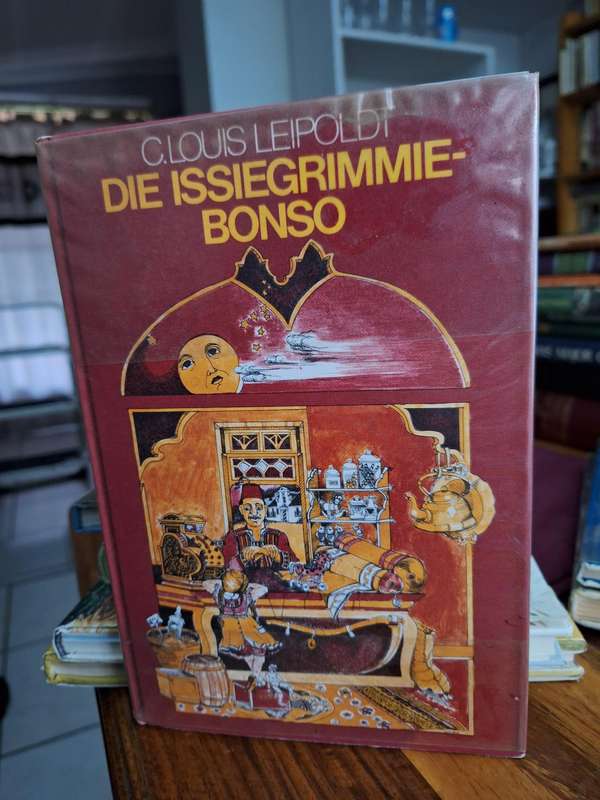 C. LOUIS LEIPOLDT
DIE ISSIEGRIMMIE-
BONSO